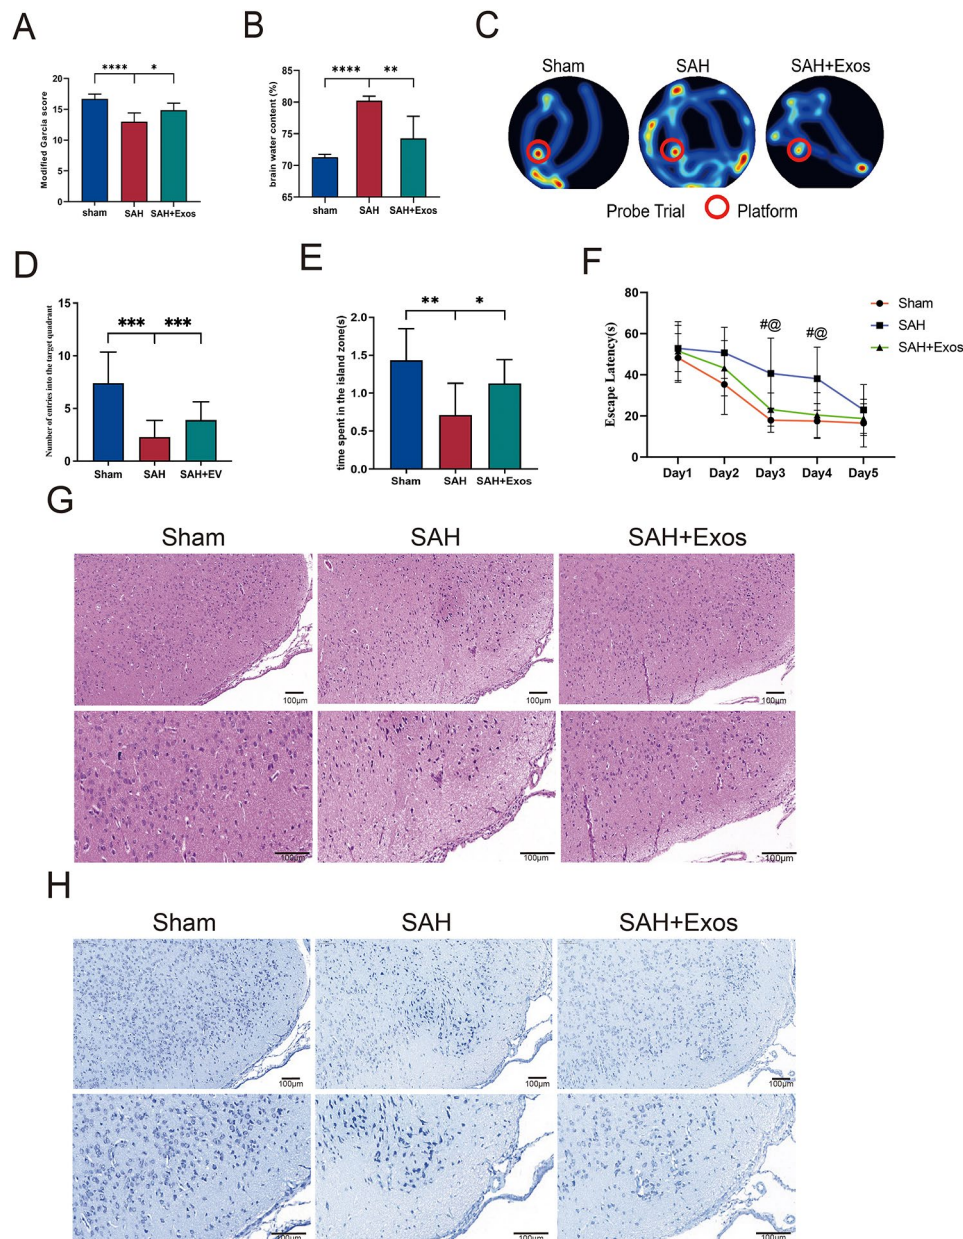 A
Modified Garcia score
20
15
10
5
0
****
*
sham
SAH
SAH+Exos
B
brain water content (%)
85
80
75
70
65
****
**
sham
SAH
SAH+Exos
C
Sham
SAH
SAH+Exos
Probe Trial
Platform
D
Number of entries into the target quadrant
15
10
5
0
***
***
Sham
SAH
SAH+EV
E
time spent in the island zone(s)
2.0
1.5
1.0
0.5
0.0
**
*
Sham
SAH
SAH+Exos
F
Escape Latency(s)
80
60
40
20
0
#@
#@
Day1
Day2
Day3
Day4
Day5
Sham
SAH
SAH+Exos
G
Sham
SAH
SAH+Exos
100μm
100μm
100μm
100μm
100μm
100μm
H
Sham
SAH
SAH+Exos
100μm
100μm
100μm
100μm
100μm
100μm